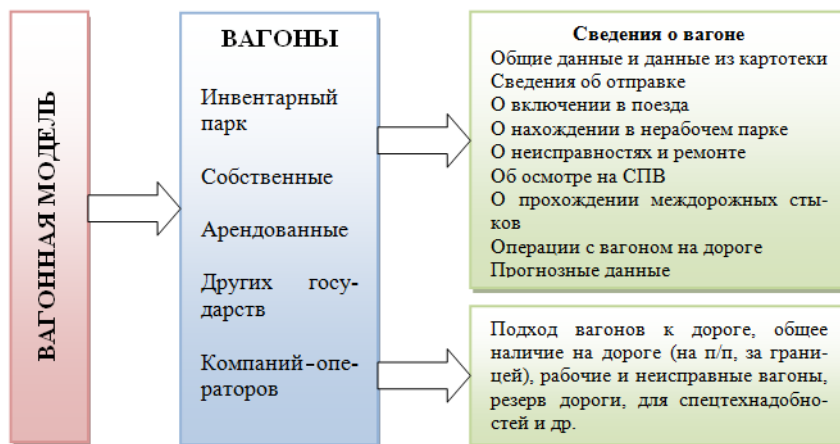 ВАГОННАЯ МОДЕЛЬ
ВАГОНЫ
Инвентарный
парк
Собственные
Арендованные
Других госу-
дарств
Компаний-опе-
раторов
Сведения о вагоне
Общие данные и данные из картотеки
Сведения об отправке
О включении в поезда
О нахождении в нерабочем парке
О неисправностях и ремонте
Об осмотре на СПВ
О прохождении междорожных сты-
ков
Операции с вагоном на дороге
Прогнозные данные
Подход вагонов к дороге, общее
наличие на дороге (на п/п, за грани-
цей), рабочие и неисправные вагоны,
резерв дороги, для спецтехнадобно-
стей и др.